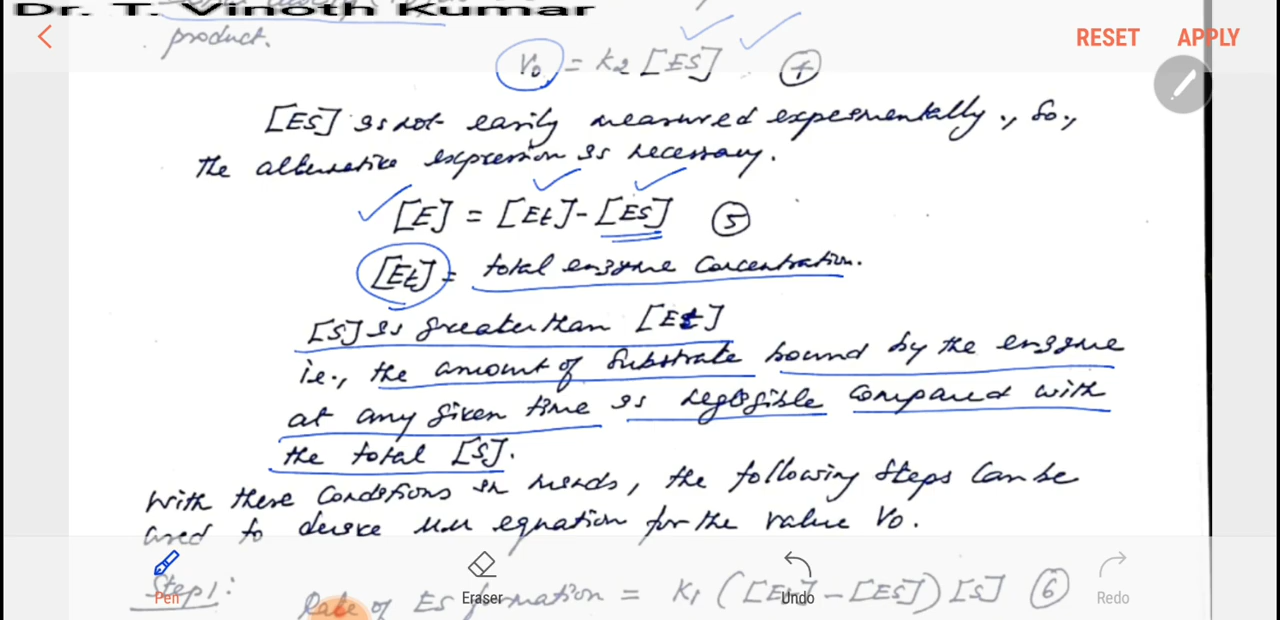 Dr. T. Vinoth Kumar
product.
RESET APPLY
V₀ = K₂ [ES] ④
[ES] is not easily measured experimentally., So.,
the alternative expression is necessary.
[E] = [Et] - [ES] ⑤
[Et] = total enzyme concentration.
[S] is greater than [Et]
i.e., the amount of substrate bound by the enzyme
at any given time is negligible compared with
the total [S].
With these conditions in minds, the following steps can be
used to derive MM equation for the value V₀.
Step 1: Rate of ES formation = K₁ ([Et] - [ES]) [S] ⑥
Pen Eraser Undo Redo